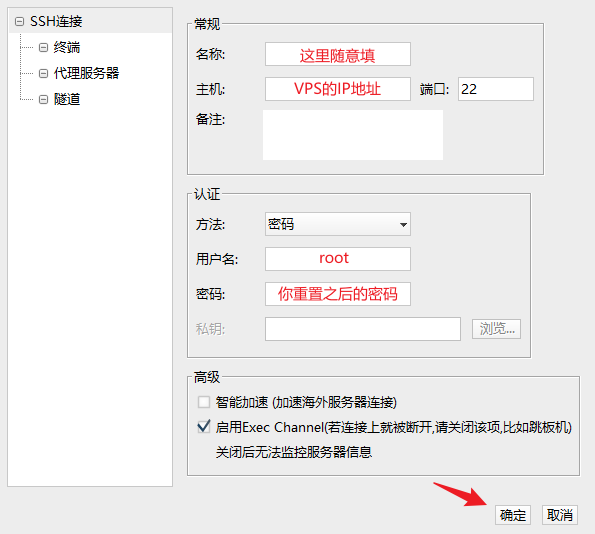 SSH连接
终端
代理服务器
隧道
常规
名称: 这里随意填
主机: VPS的IP地址 端口: 22
备注:
认证
方法: 密码
用户名: root
密码: 你重置之后的密码
私钥: 浏览...
高级
智能加速 (加速海外服务器连接)
启用Exec Channel(若连接上就被断开,请关闭该项,比如跳板机)
关闭后无法监控服务器信息
确定 取消